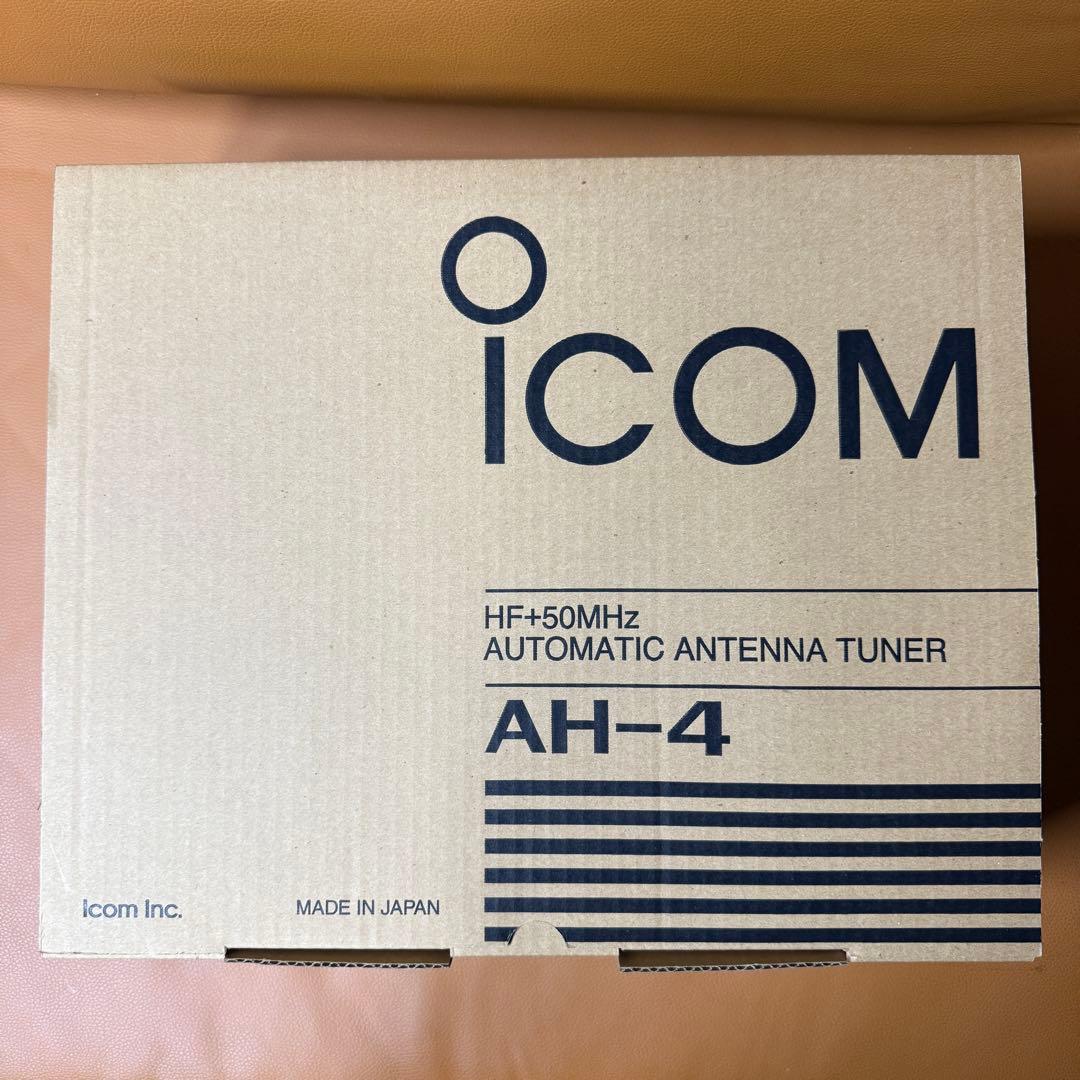 ICOM
HF+50MHz
AUTOMATIC ANTENNA TUNER
AH-4
Icom Inc.
MADE IN JAPAN